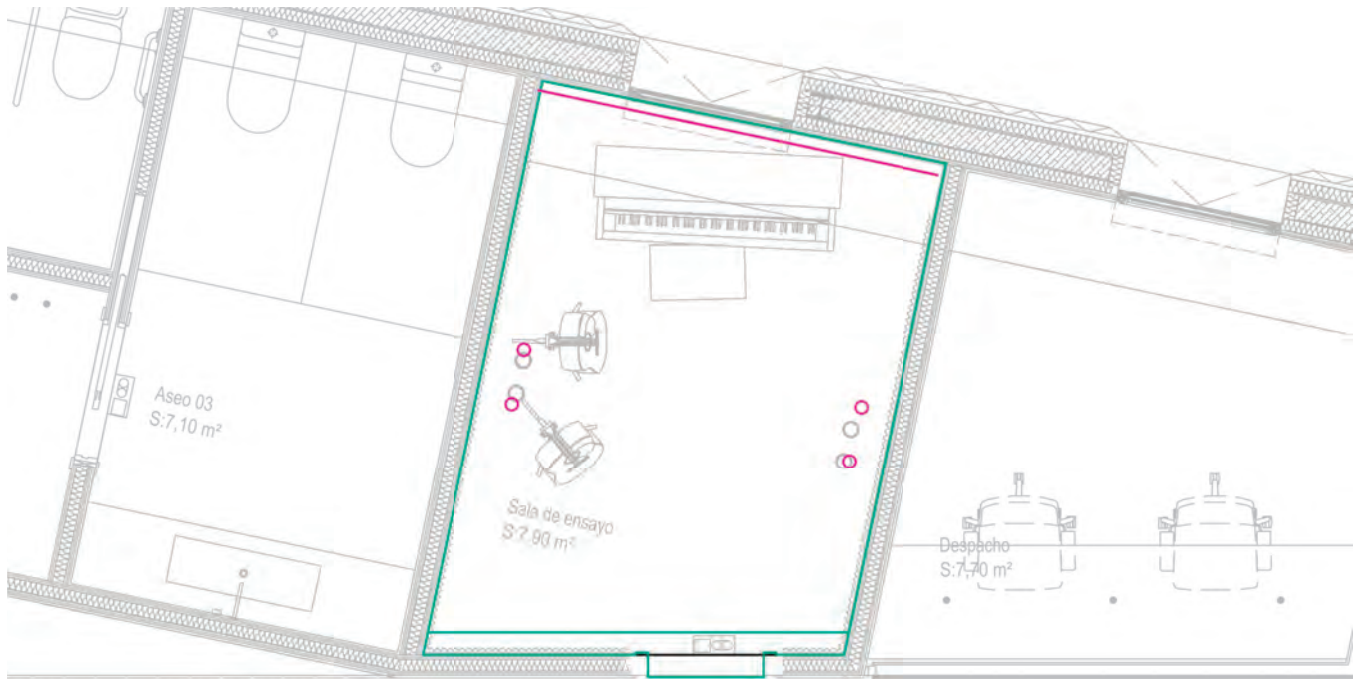 Aseo 03
S:7,10 m²
Sala de ensayo
S:7.90 m²
Despacho
S:7,70 m²